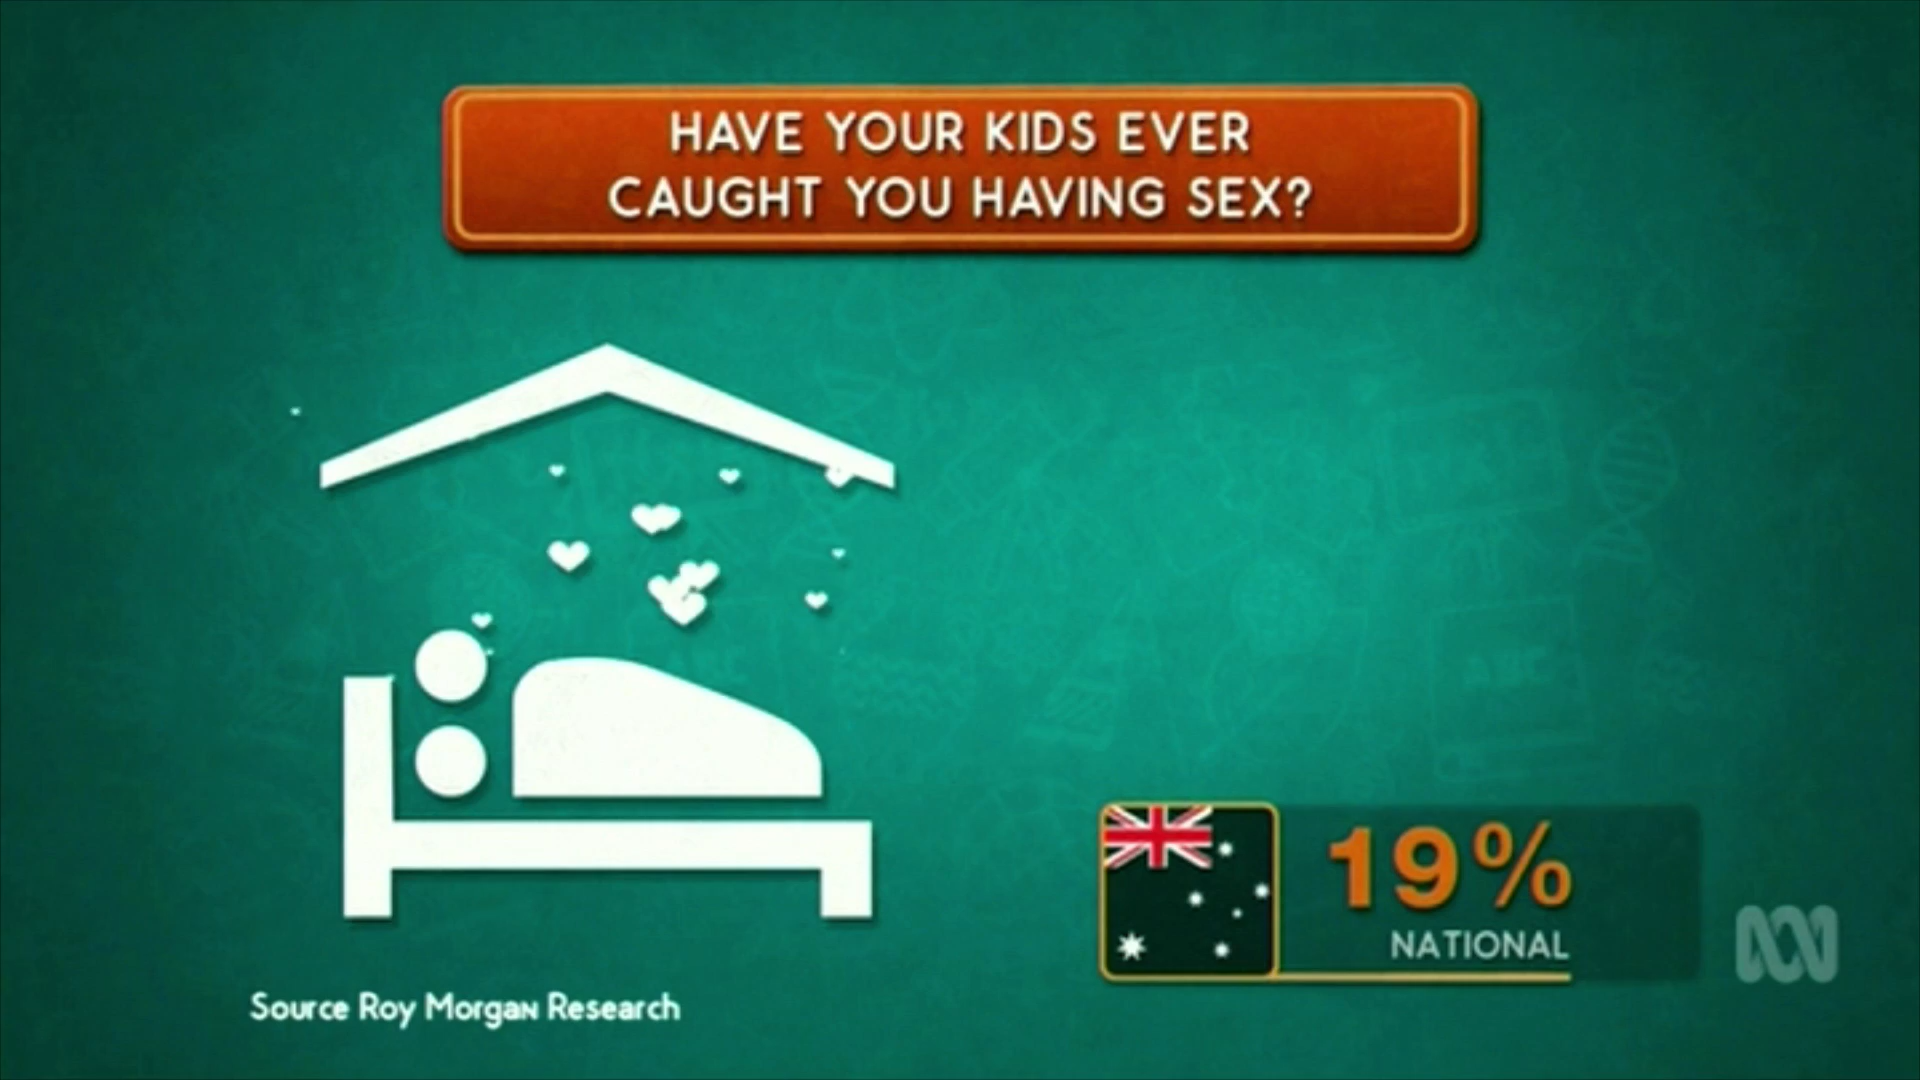 HAVE YOUR KIDS EVER
CAUGHT YOU HAVING SEX?
19%
NATIONAL
Source Roy Morgan Research